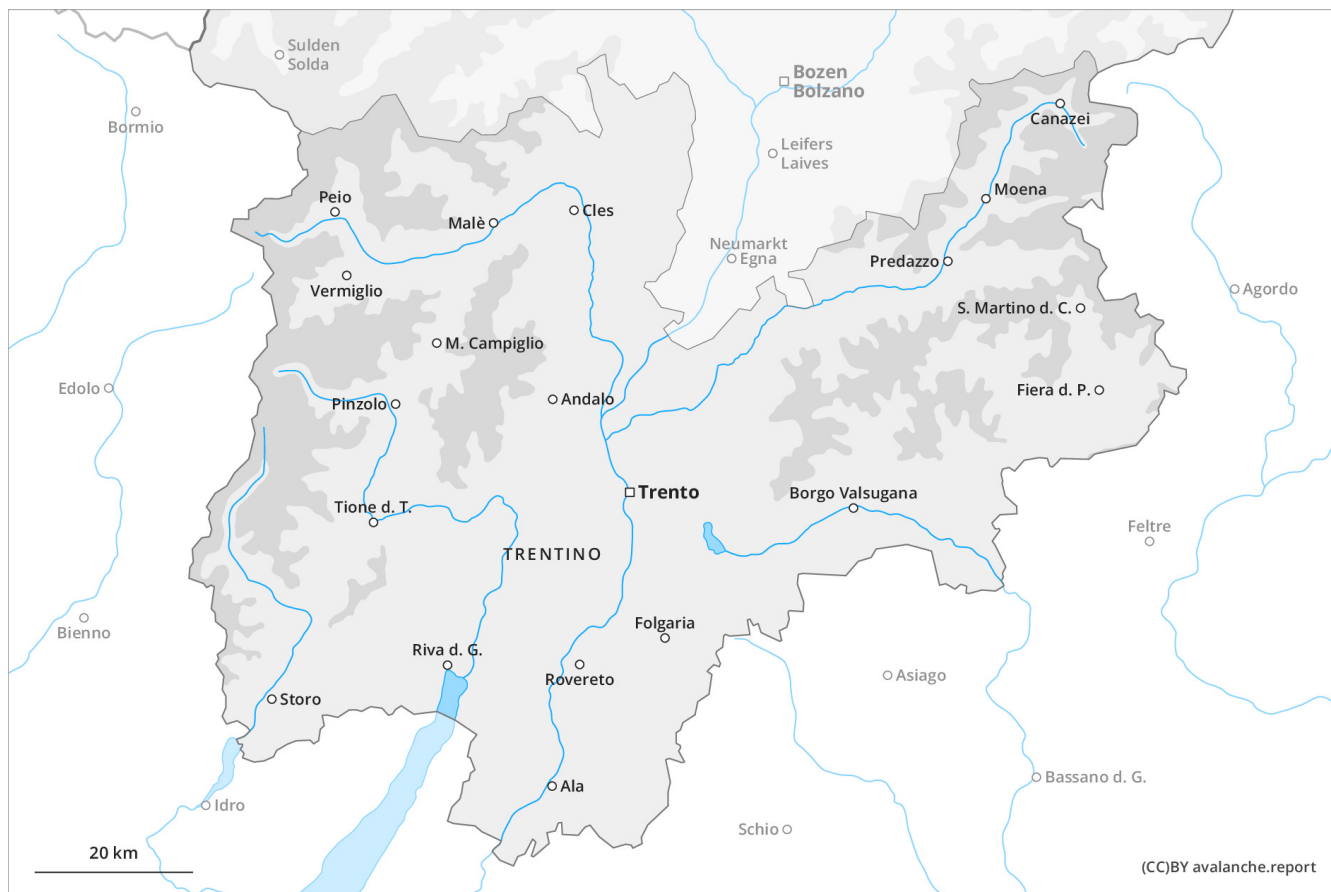 Sulden
Solda
Bozen
Bolzano
Bormio
Canazei
Leifers
Laives
Peio
Moena
Malè
Cles
Neumarkt
Egna
Predazzo
Vermiglio
Agordo
S. Martino d. C.
M. Campiglio
Edolo
Fiera d. P.
Pinzolo
Andalo
Trento
Borgo Valsugana
Tione d. T.
Feltre
TRENTINO
Bienno
Folgaria
Riva d. G.
Rovereto
Asiago
Storo
Bassano d. G.
Ala
Idro
Schio
20 km
(CC)BY avalanche.report